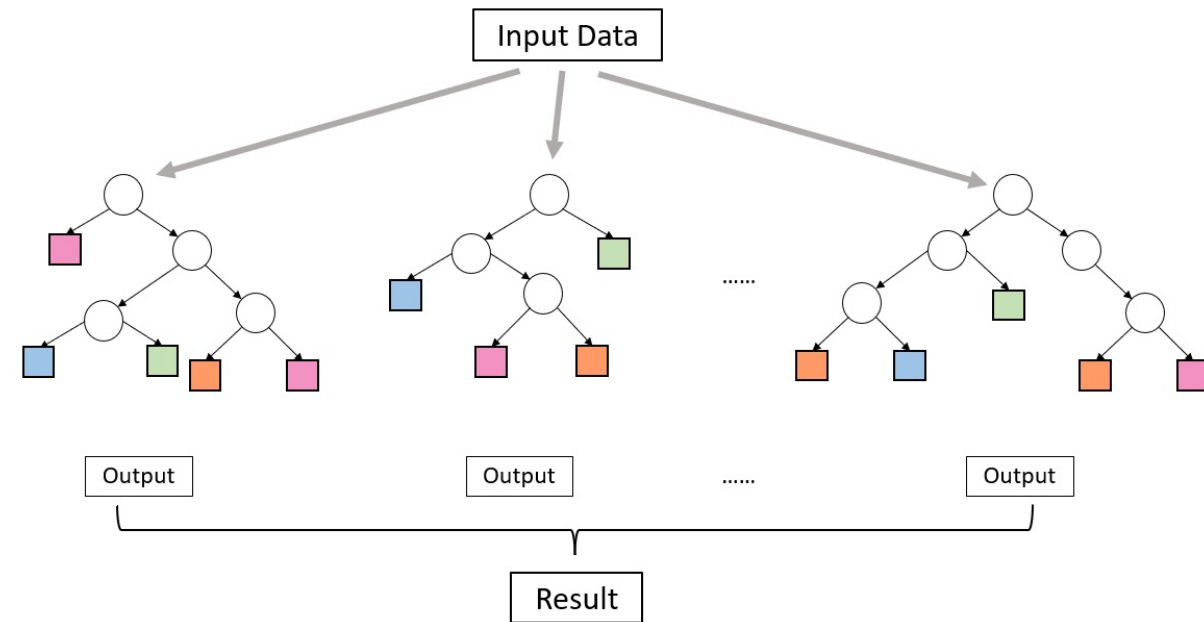 Input Data
......
Output
Output
......
Output
Result